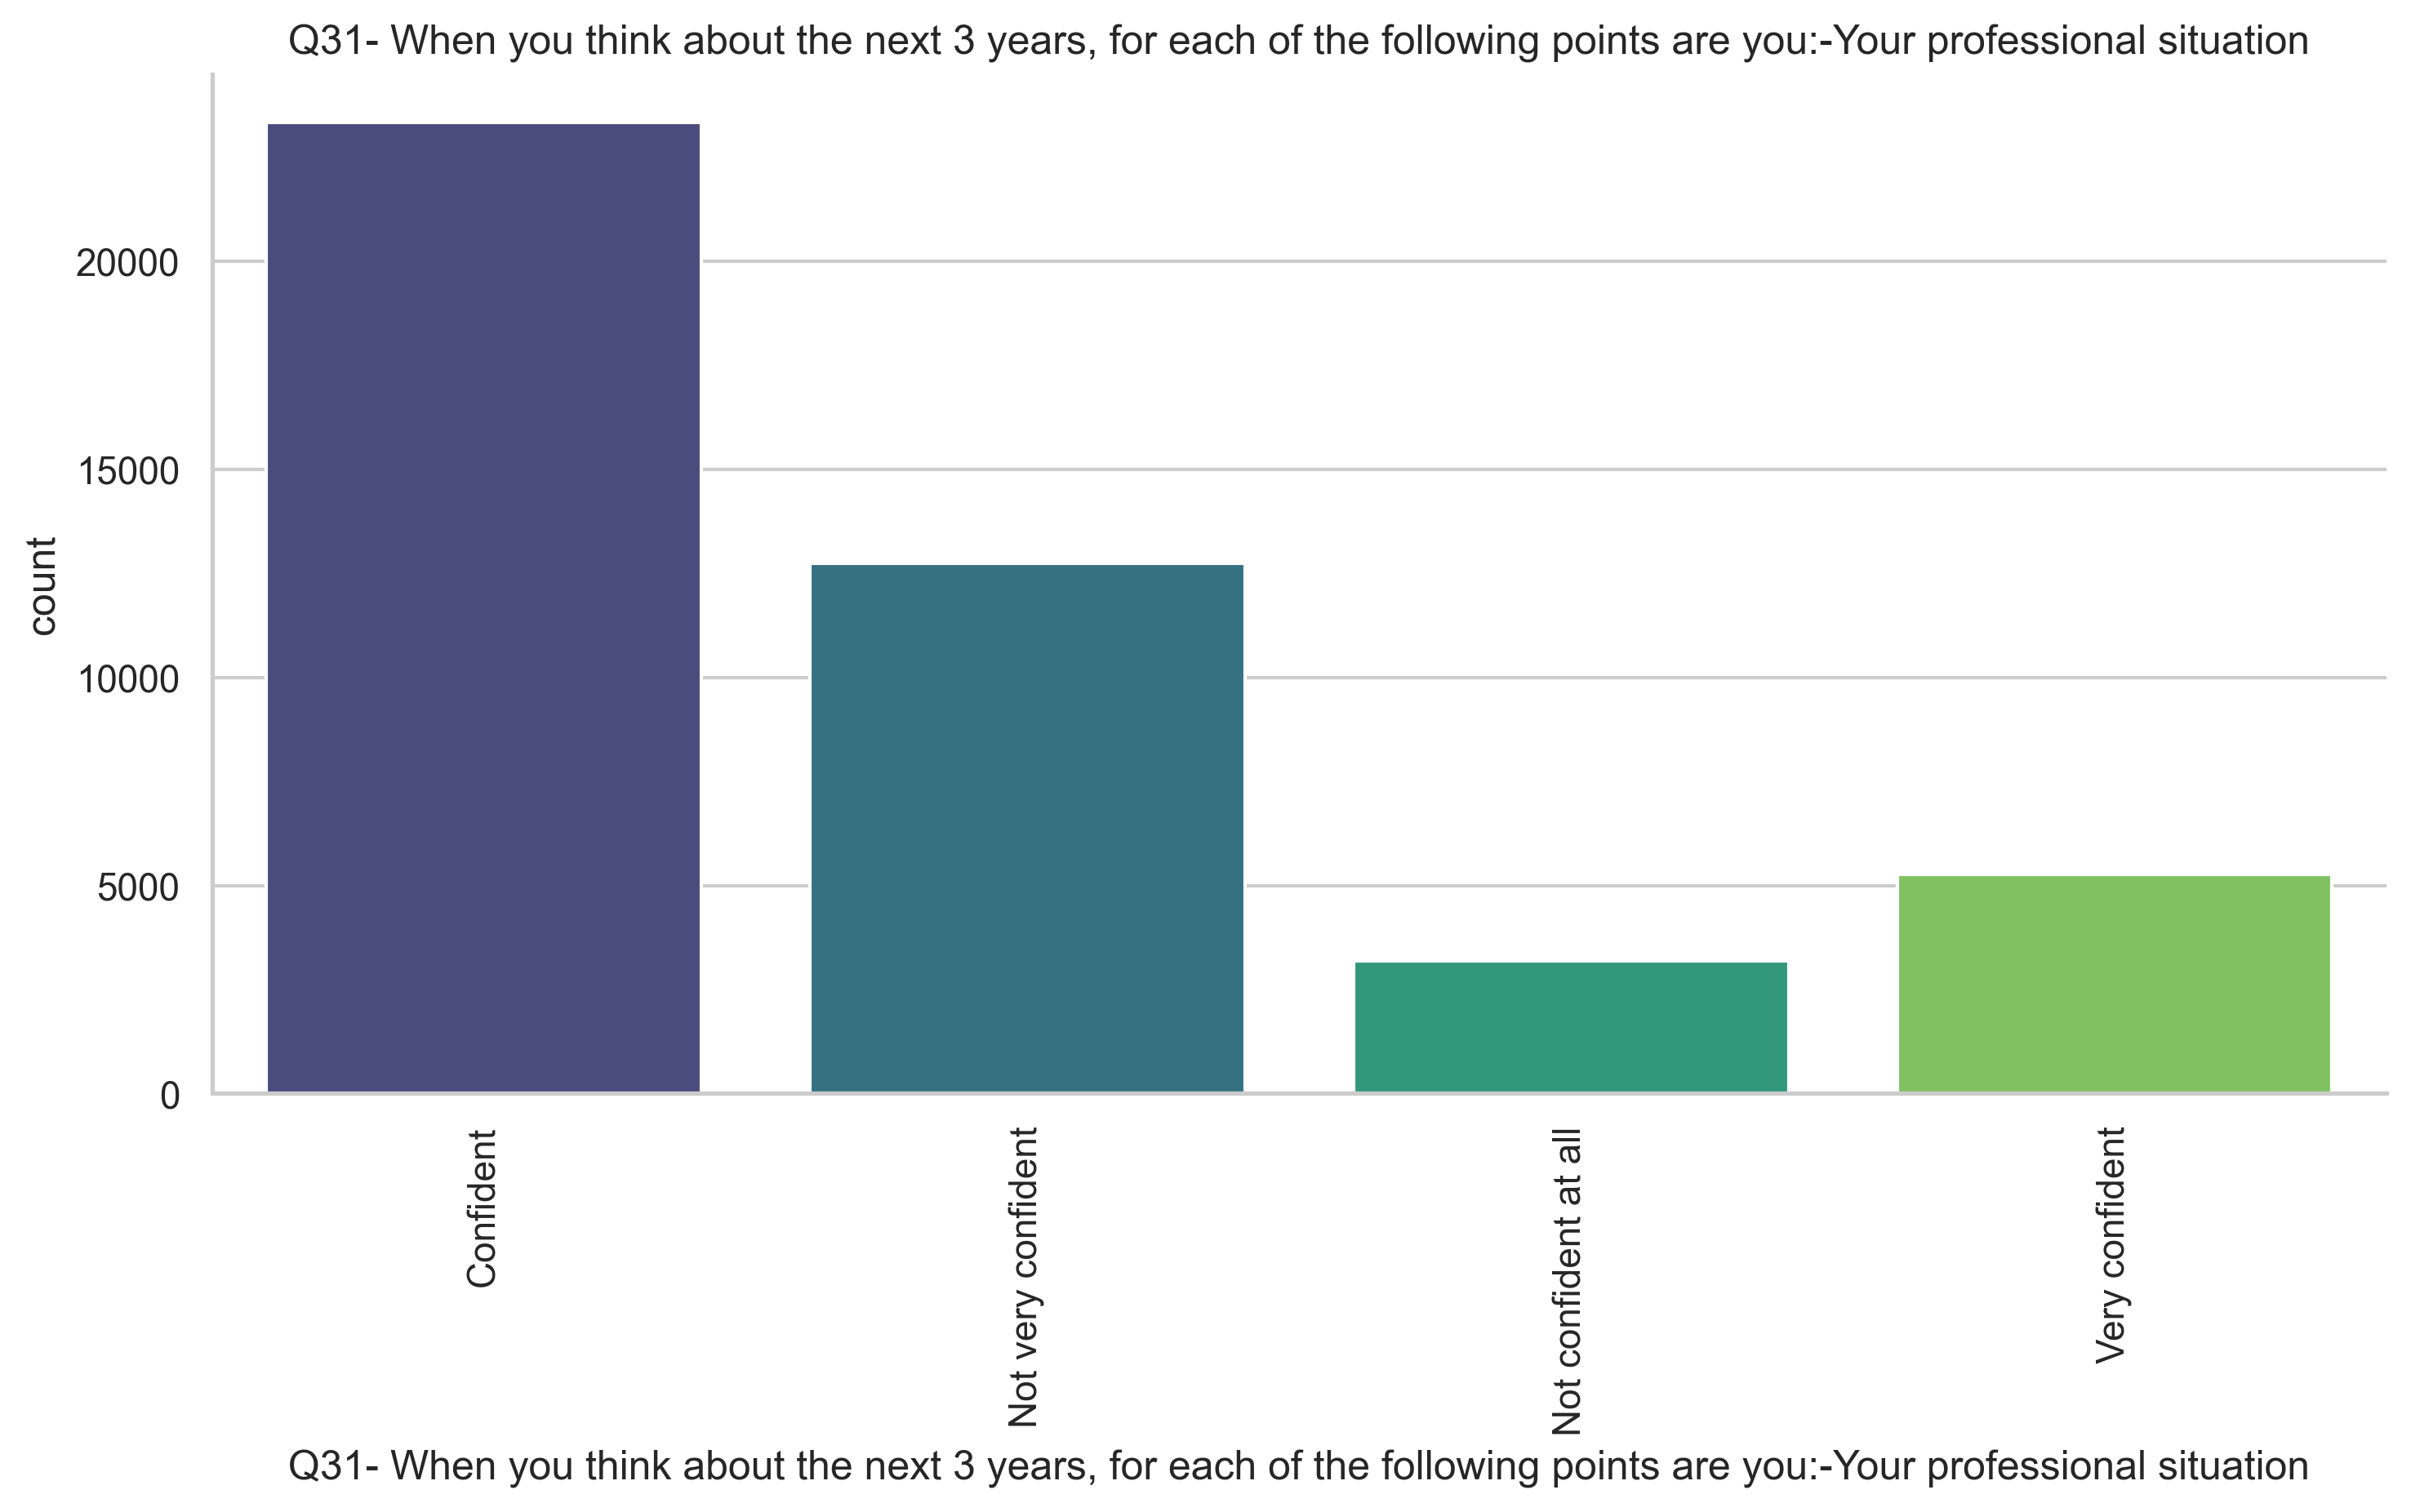 Q31- When you think about the next 3 years, for each of the following points are you:-Your professional situation
20000
15000
10000
5000
0
count
Confident
Not very confident
Not confident at all
Very confident
Q31- When you think about the next 3 years, for each of the following points are you:-Your professional situation